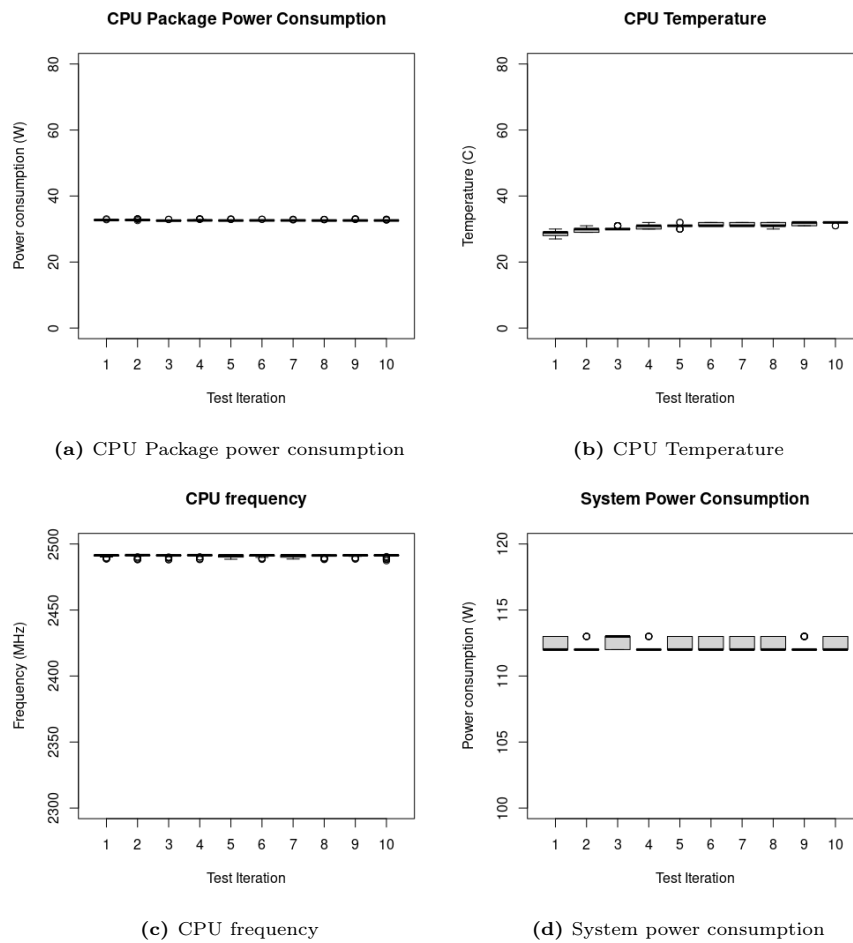 CPU Package Power Consumption
Power consumption (W)
80
60
40
20
0
1 2 3 4 5 6 7 8 9 10
Test Iteration
(a) CPU Package power consumption
CPU Temperature
Temperature (C)
80
60
40
20
0
1 2 3 4 5 6 7 8 9 10
Test Iteration
(b) CPU Temperature
CPU frequency
Frequency (MHz)
2500
2450
2400
2350
2300
1 2 3 4 5 6 7 8 9 10
Test Iteration
(c) CPU frequency
System Power Consumption
Power consumption (W)
120
115
110
105
100
1 2 3 4 5 6 7 8 9 10
Test Iteration
(d) System power consumption